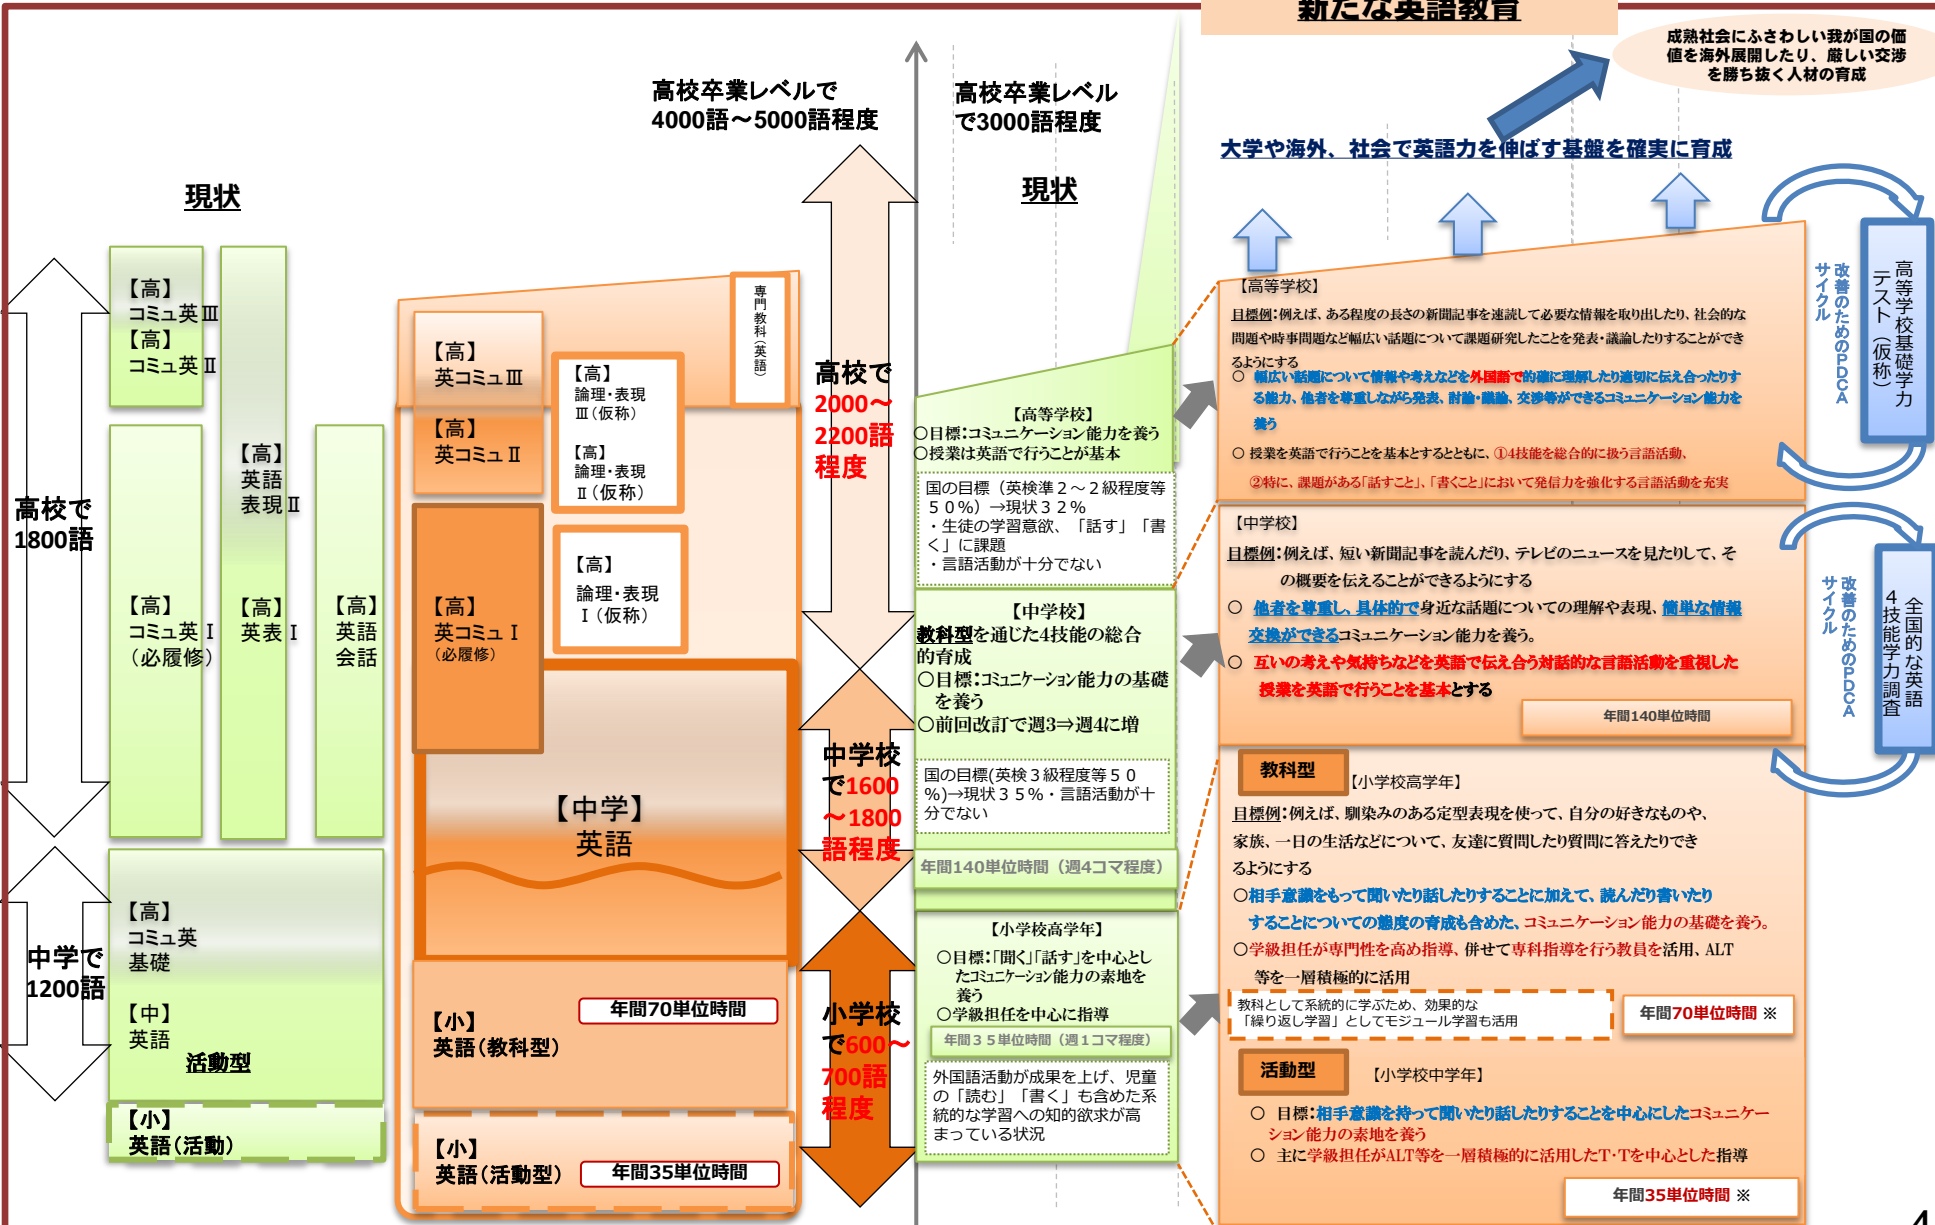 新たな英語教育
成熟社会にふさわしい我が国の価
値を海外展開したり、厳しい交渉
を勝ち抜く人材の育成
高校卒業レベルで
4000語～5000語程度
高校卒業レベル
で3000語程度
大学や海外、社会で英語力を伸ばす基盤を確実に育成
現状
現状
高校で
1800語
中学で
1200語
【高】
コミュ英Ⅲ
【高】
コミュ英Ⅱ
【高】
英語
表現Ⅱ
【高】
コミュ英Ⅰ
（必履修）
【高】
英表Ⅰ
【高】
英語
会話
【高】
コミュ英
基礎
【中】
英語
活動型
【小】
英語（活動）
専門教科（英語）
【高】
英コミュⅢ
【高】
英コミュⅡ
【高】
論理・表現
Ⅲ（仮称）
【高】
論理・表現
Ⅱ（仮称）
【高】
英コミュⅠ
（必履修）
【高】
論理・表現
Ⅰ（仮称）
【中学】
英語
年間70単位時間
【小】
英語（教科型）
【小】
英語（活動型）
年間35単位時間
高校で
2000～
2200語
程度
中学校
で1600
～1800
語程度
小学校
で600～
700語
程度
【高等学校】
○目標：コミュニケーション能力を養う
○授業は英語で行うことが基本
国の目標（英検準２～２級程度等
５０％）→現状３２％
・生徒の学習意欲、「話す」「書
く」に課題
・言語活動が十分でない
【中学校】
教科型を通じた4技能の総合
的育成
○目標：コミュニケーション能力の基礎
を養う
○前回改訂で週3⇒週4に増
国の目標(英検３級程度等５０
%)→現状３５％・言語活動が十
分でない
年間140単位時間（週4コマ程度）
【小学校高学年】
○目標：「聞く」「話す」を中心とし
たコミュニケーション能力の素地を
養う
○学級担任を中心に指導
年間３５単位時間（週１コマ程度）
外国語活動が成果を上げ、児童
の「読む」「書く」も含めた系
統的な学習への知的欲求が高
まっている状況
【高等学校】
目標例：例えば、ある程度の長さの新聞記事を速読して必要な情報を取り出したり、社会的な
問題や時事問題など幅広い話題について課題研究したことを発表・議論したりすることができ
るようにする
○ 幅広い話題について情報や考えなどを外国語で的確に理解したり適切に伝え合ったりす
る能力、他者を尊重しながら発表、討論・議論、交渉等ができるコミュニケーション能力を
養う
○ 授業を英語で行うことを基本とするとともに、①4技能を総合的に扱う言語活動、
②特に、課題がある「話すこと」、「書くこと」において発信力を強化する言語活動を充実
【中学校】
目標例：例えば、短い新聞記事を読んだり、テレビのニュースを見たりして、そ
の概要を伝えることができるようにする
○ 他者を尊重し、具体的で身近な話題についての理解や表現、簡単な情報
交換ができるコミュニケーション能力を養う。
○ 互いの考えや気持ちなどを英語で伝え合う対話的な言語活動を重視した
授業を英語で行うことを基本とする
年間140単位時間
教科型
【小学校高学年】
目標例：例えば、馴染みのある定型表現を使って、自分の好きなものや、
家族、一日の生活などについて、友達に質問したり質問に答えたりでき
るようにする
○相手意識をもって聞いたり話したりすることに加えて、読んだり書いたり
することについての態度の育成も含めた、コミュニケーション能力の基礎を養う。
○学級担任が専門性を高め指導、併せて専科指導を行う教員を活用、ALT
等を一層積極的に活用
教科として系統的に学ぶため、効果的な
「繰り返し学習」としてモジュール学習も活用
年間70単位時間 ※
活動型
【小学校中学年】
○ 目標：相手意識を持って聞いたり話したりすることを中心にしたコミュニケー
ション能力の素地を養う
○ 主に学級担任がALT等を一層積極的に活用したT・Tを中心とした指導
年間35単位時間 ※
改善のためのPDCA
サイクル
高等学校基礎学力
テスト（仮称）
改善のためのPDCA
サイクル
全国的な英語
４技能学力調査
4